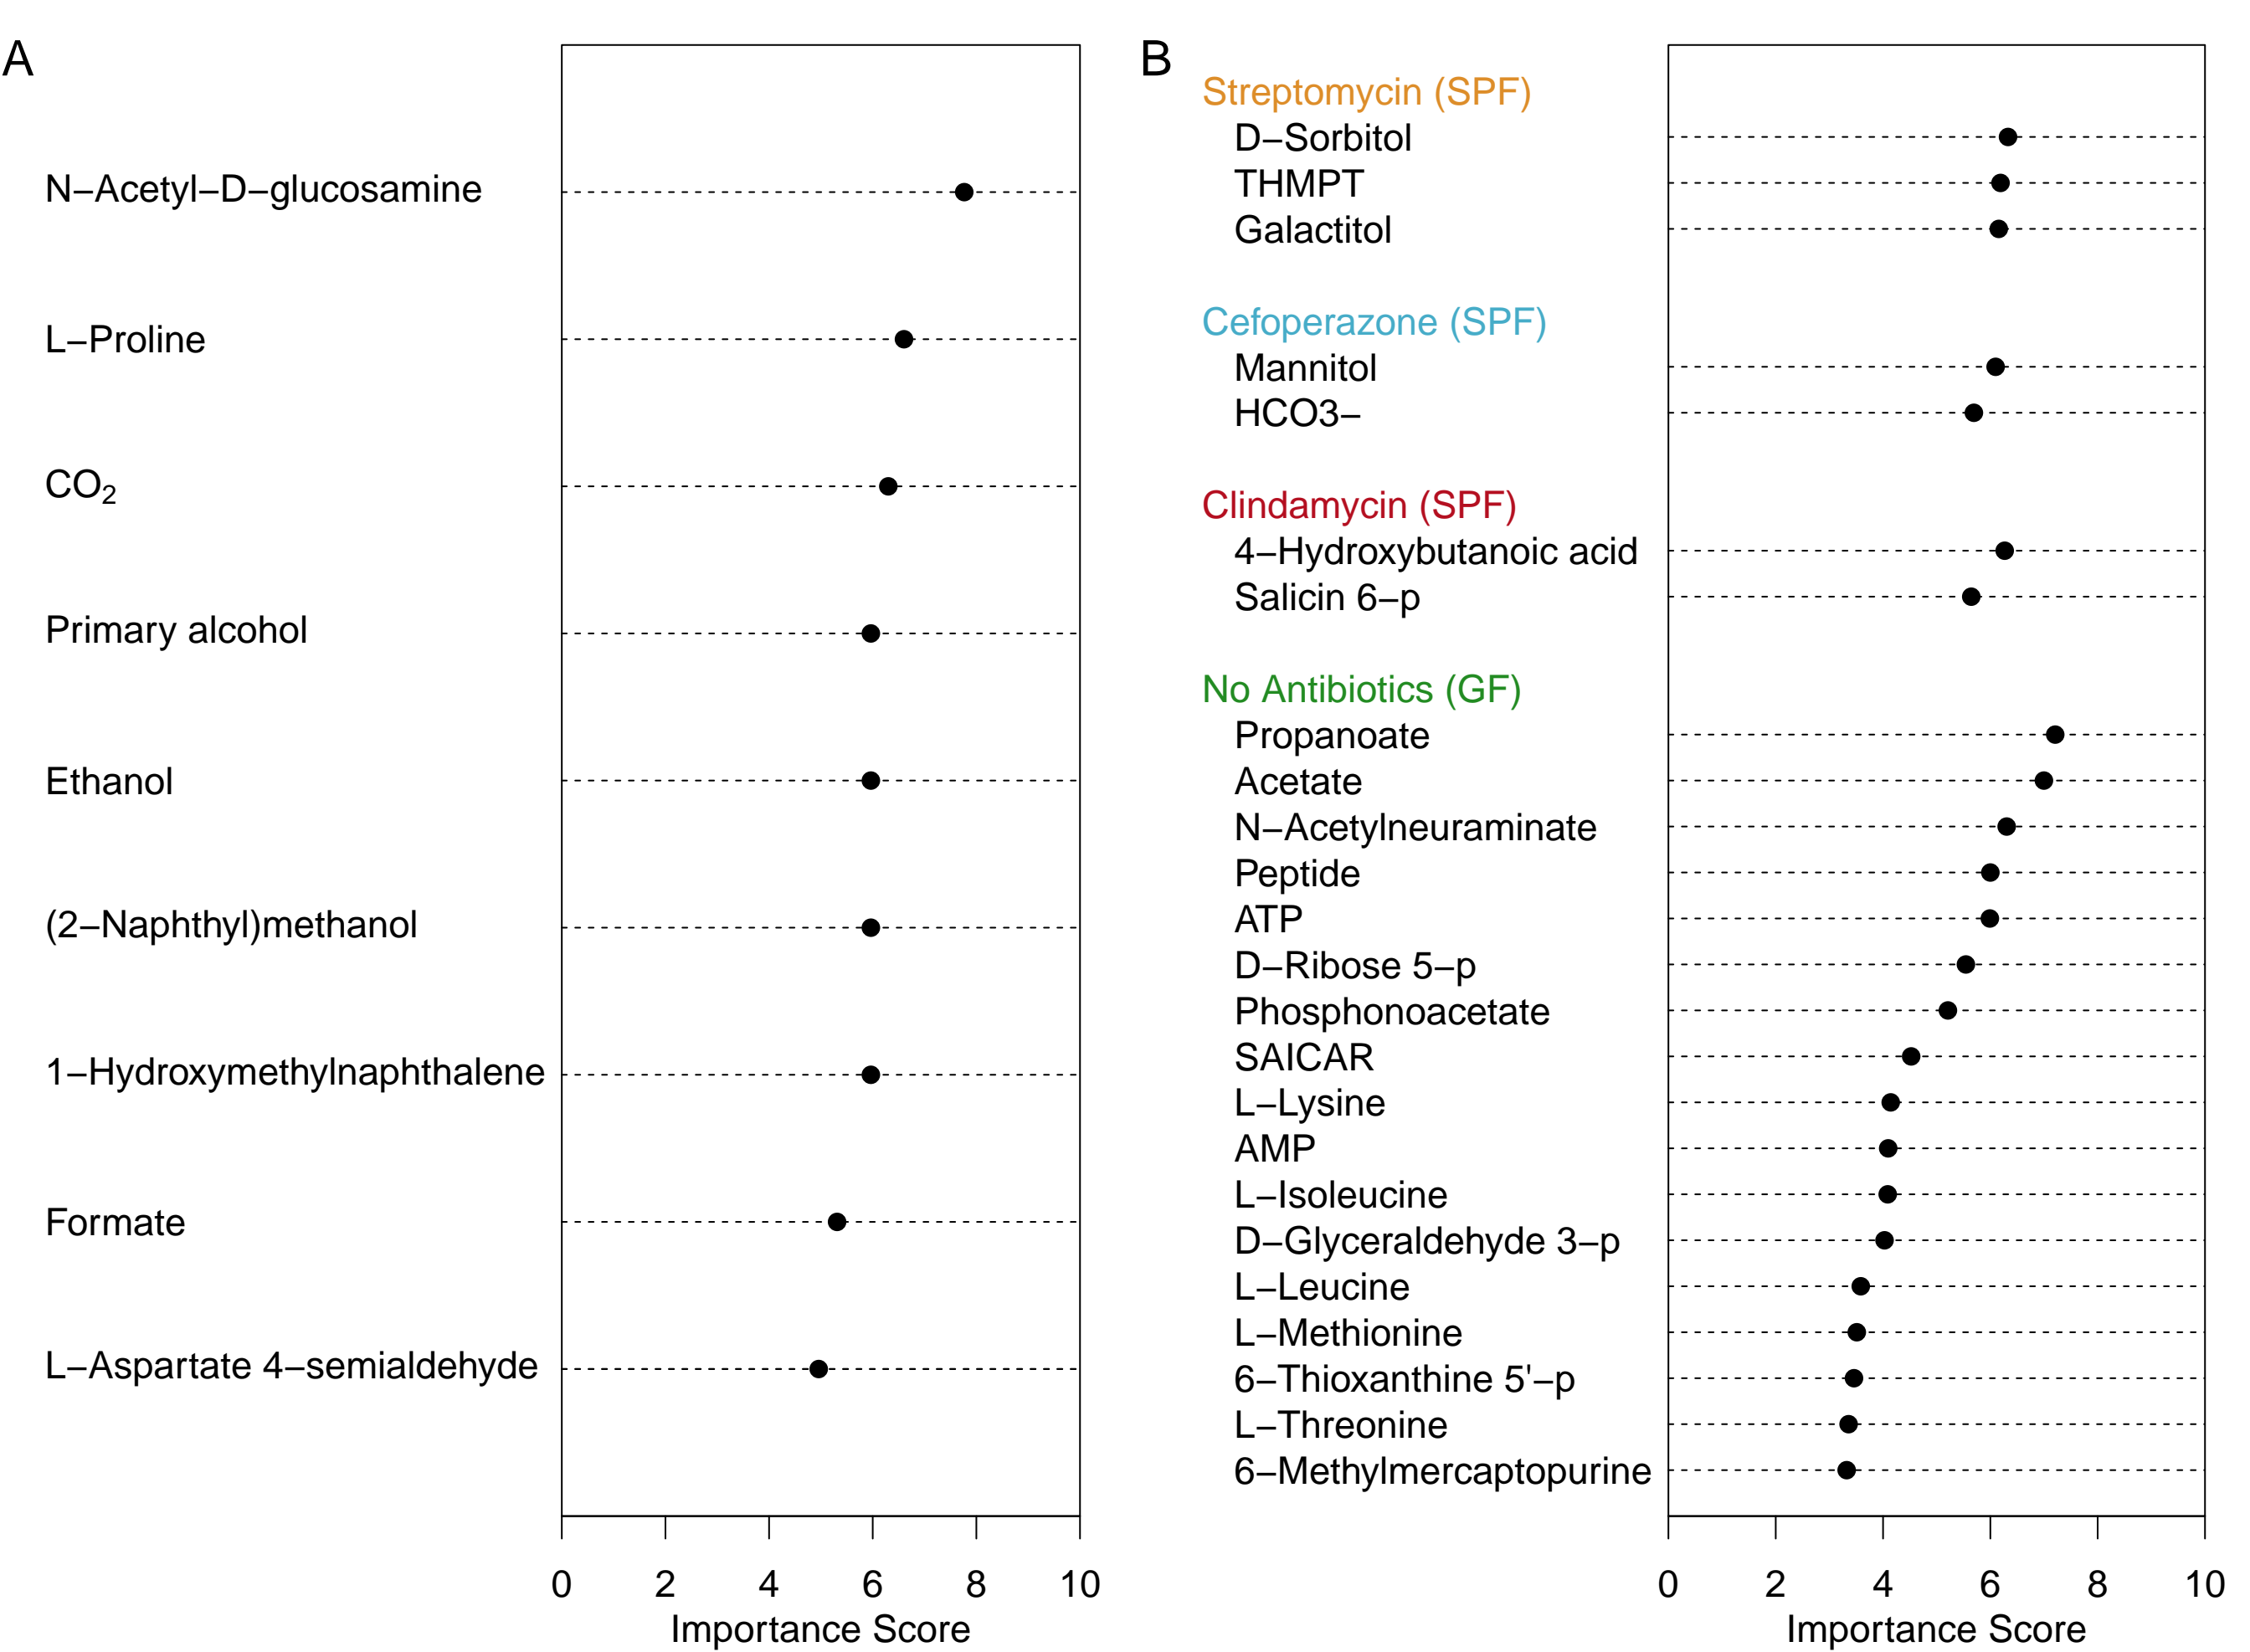 A
N−Acetyl−D−glucosamine
L−Proline
CO₂
Primary alcohol
Ethanol
(2−Naphthyl)methanol
1−Hydroxymethylnaphthalene
Formate
L−Aspartate 4−semialdehyde
0 2 4 6 8 10
Importance Score
B
Streptomycin (SPF)
D−Sorbitol
THMPT
Galactitol
Cefoperazone (SPF)
Mannitol
HCO3−
Clindamycin (SPF)
4−Hydroxybutanoic acid
Salicin 6−p
No Antibiotics (GF)
Propanoate
Acetate
N−Acetylneuraminate
Peptide
ATP
D−Ribose 5−p
Phosphonoacetate
SAICAR
L−Lysine
AMP
L−Isoleucine
D−Glyceraldehyde 3−p
L−Leucine
L−Methionine
6−Thioxanthine 5'−p
L−Threonine
6−Methylmercaptopurine
0 2 4 6 8 10
Importance Score